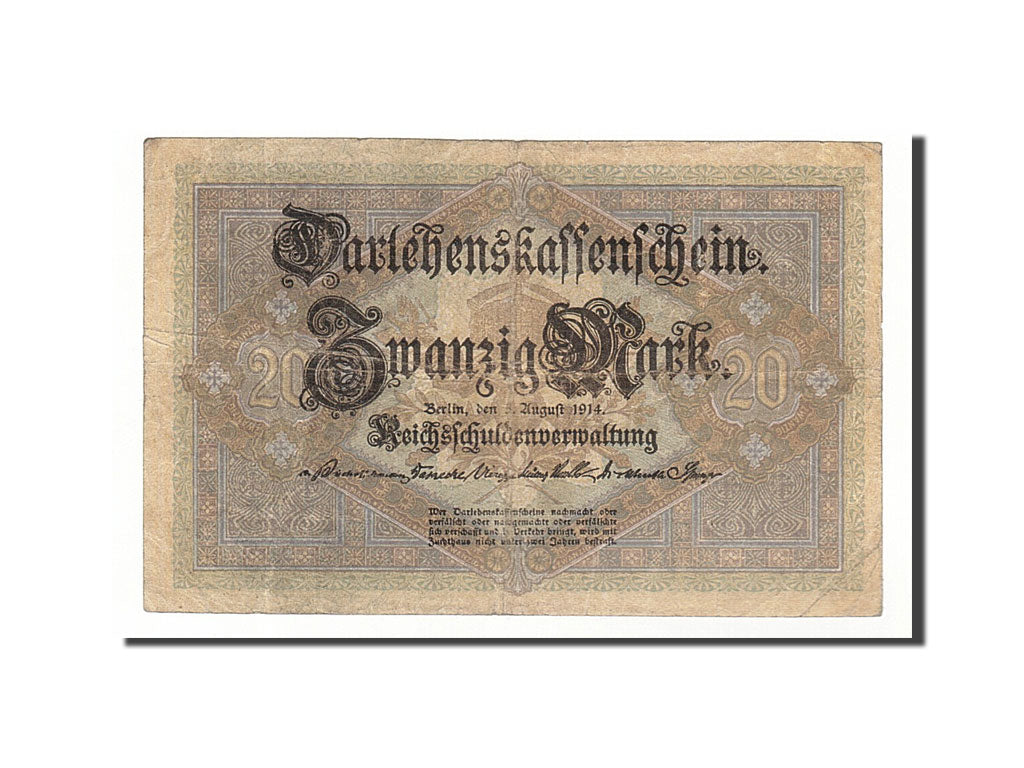 Darlehenskassenschein.
Zwanzig Mark.
20 20
Berlin, den 5. August 1914.
Reichsschuldenverwaltung
Wer Darlehenskassenscheine nachmacht oder
verfälscht oder nachgemachte oder verfälschte
sich verschafft und in Verkehr bringt, wird mit
Zuchthaus nicht unter zwei Jahren bestraft.